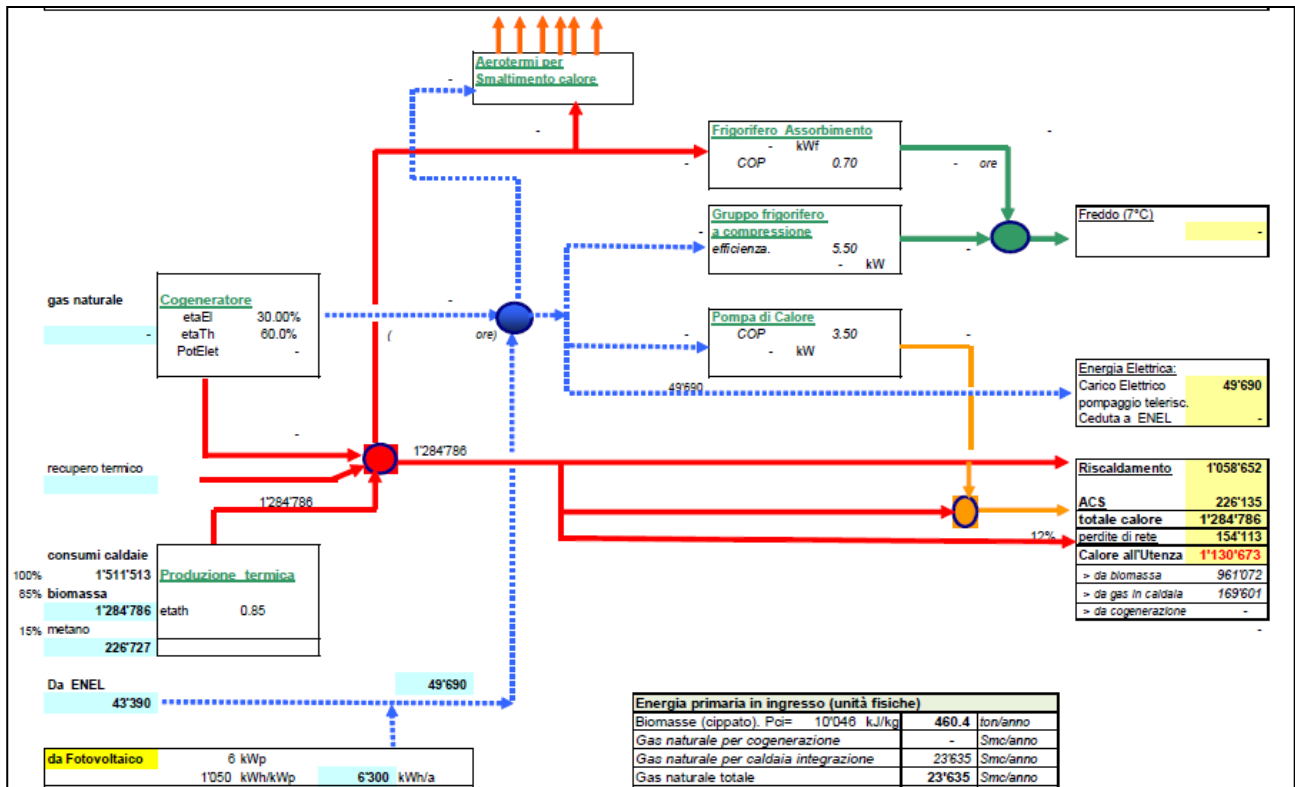 Aerotermi per
- Smaltimento calore
- -
Frigorifero Assorbimento
- kWf
- COP 0.70 - ore
Gruppo frigorifero
- a compressione
efficienza. 5.50 -
- kW
Freddo (7°C)
-
gas naturale
-
Cogeneratore
etaEl 30.00%
etaTh 60.0%
PotElet -
-
( ore)
Pompa di Calore
- COP 3.50 -
- kW
49'690
Energia Elettrica:
Carico Elettrico 49'690
pompaggio telerisc.
Ceduta a ENEL -
-
1'284'786
recupero termico
1'284'786
Riscaldamento 1'058'652
ACS 226'135
totale calore 1'284'786
12% perdite di rete 154'113
Calore all'Utenza 1'130'673
> da biomassa 961'072
> da gas in caldaia 169'601
> da cogenerazione -
-
consumi caldaie
100% 1'511'513 Produzione termica
85% biomassa
1'284'786 etath 0.85
15% metano
226'727
Da ENEL 49'690
43'390
da Fotovoltaico 6 kWp
1'050 kWh/kWp 6'300 kWh/a
Energia primaria in ingresso (unità fisiche)
Biomasse (cippato). Pci= 10'046 kJ/kg 460.4 ton/anno
Gas naturale per cogenerazione - Smc/anno
Gas naturale per caldaia integrazione 23'635 Smc/anno
Gas naturale totale 23'635 Smc/anno